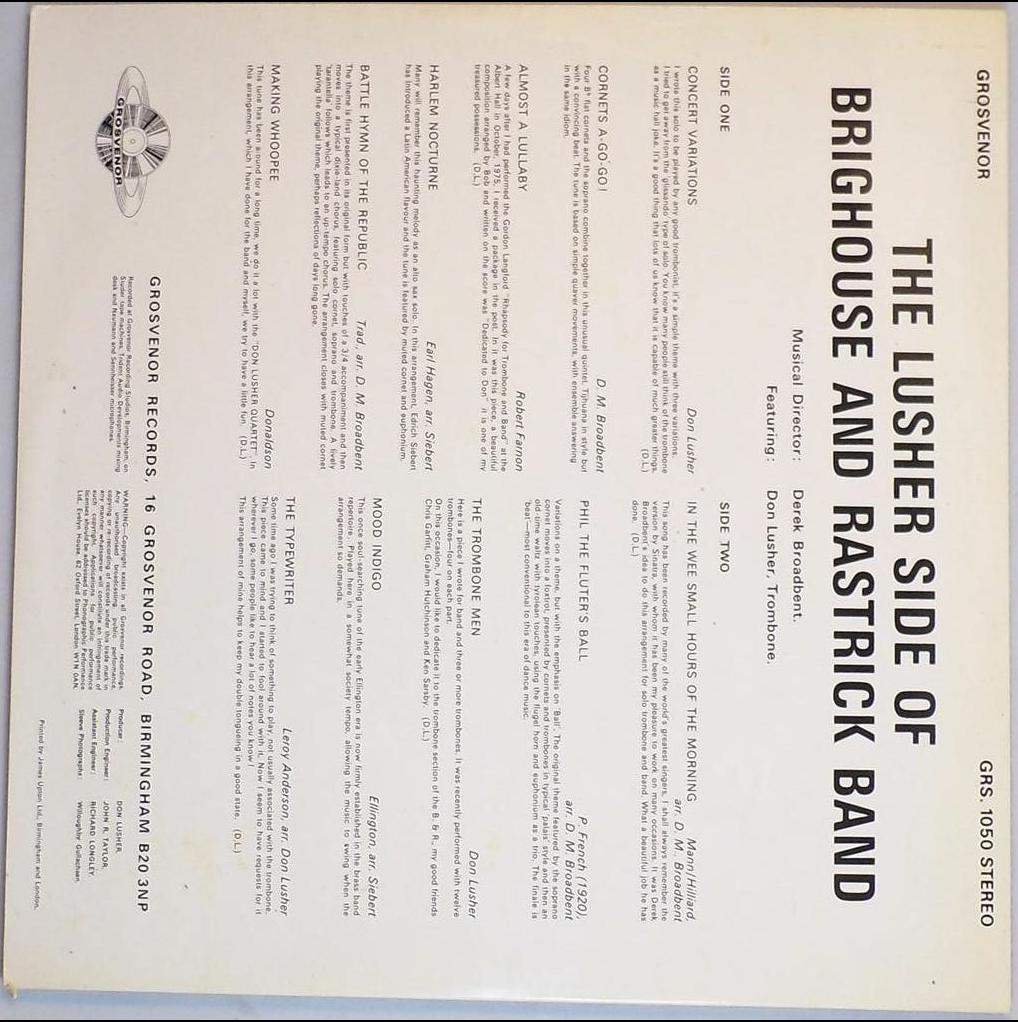 GROSVENOR
GRS. 1050 STEREO
THE LUSHER SIDE OF
BRIGHOUSE AND RASTRICK BAND
Musical Director: Derek Broadbent.
Featuring: Don Lusher, Trombone.
SIDE ONE
CONCERT VARIATIONS Don Lusher
I wrote this solo to be played by any good trombonist, it's a simple theme with three variations.
I tried to get away from the 'glissando' type of solo. You know many people still think of the trombone
as a music hall joke. It's a good thing that lots of us know that it is capable of much greater things.
(D.L.)
CORNETS A-GO-GO! D. M. Broadbent
Four B♭ flat cornets and the soprano combine together in this unusual quintet, Tijhuana in style but
with a convincing beat. The tune is based on simple quaver movements, with ensemble answering
in the same idiom.
ALMOST A LULLABY Robert Farnon
A few days after I had performed the Gordon Langford "Rhapsody for Trombone and Band" at the
Albert Hall in October, 1975, I received a package in the post. In it was this piece, a beautiful
composition arranged by Bob and written on the score was "Dedicated to Don" it is one of my
treasured possessions. (D.L.)
HARLEM NOCTURNE Earl Hagen, arr. Siebert
Many will remember this haunting melody as an alto sax solo. In this arrangement, Edrich Siebert
has introduced a Latin American flavour and the tune is featured by muted cornet and euphonium.
BATTLE HYMN OF THE REPUBLIC Trad., arr. D. M. Broadbent
The theme is first presented in its original form but with touches of a 3/4 accompaniment and then
moves into a typical dixie-land chorus, featuring solo cornet, soprano and trombone. A lively
'tarantella' follows which leads to an up-tempo chorus. The arrangement closes with muted cornet
playing the original theme, perhaps reflections of days long gone.
MAKING WHOOPEE Donaldson
This tune has been around for a long time, we do it a lot with the "DON LUSHER QUARTET". In
this arrangement, which I have done for the band and myself, we try to have a little fun. (D.L.)
SIDE TWO
IN THE WEE SMALL HOURS OF THE MORNING Mann/Hilliard,
arr. D. M. Broadbent
This song has been recorded by many of the world's greatest singers, I shall always remember the
version by Sinatra, with whom it has been my pleasure to work on many occasions. It was Derek
Broadbent's idea to do this arrangement for solo trombone and band. What a beautiful job he has
done. (D.L.)
PHIL THE FLUTER'S BALL P. French (1920),
arr. D. M. Broadbent
Variations on a theme, but with the emphasis on 'Ball'. The original theme featured by the soprano
cornet moves into a foxtrot, presented by cornets and trombones in typical 'palais' style and then an
old-time waltz with tyrolean touches, using the flugel horn and euphonium as a trio. The finale is
'beat'—most conventional to this era of dance music.
THE TROMBONE MEN Don Lusher
Here is a piece I wrote for band and three or more trombones. It was recently performed with twelve
trombones—four on each part.
On this occasion, I would like to dedicate it to the trombone section of the B. & R., my good friends
Chris Garfitt, Graham Hutchinson and Ken Sarsby. (D.L.)
MOOD INDIGO Ellington, arr. Siebert
This once soul-searching tune of the early Ellington era is now firmly established in the brass band
repertoire. Played here in a somewhat society tempo, allowing the music to swing when the
arrangement so demands.
THE TYPEWRITER Leroy Anderson, arr. Don Lusher
Some time ago I was trying to think of something to play, not usually associated with the trombone.
This piece came to mind and I started to fool around with it. Now I seem to have requests for it
wherever I go, some people like to hear a lot of notes you know!
This arrangement of mine helps to keep my double tongueing in a good state. (D.L.)
GROSVENOR
GROSVENOR RECORDS, 16 GROSVENOR ROAD, BIRMINGHAM B20 3NP
Recorded at Grosvenor Recording Studios, Birmingham, on
Studer tape machines, Trident Audio Developments mixing
desk and Neumann and Sennheisser microphones.
WARNING—Copyright exists in all Grosvenor recordings.
Any unauthorised broadcasting, public performance,
copying or re-recording of records under this trade mark in
any manner whatsoever will constitute an infringement of
such copyright. Applications for public performance
licenses should be addressed to Phonographic Performance
Ltd., Evelyn House, 62 Oxford Street, London W1N 0AN.
Producer: DON LUSHER
Production Engineer: JOHN R. TAYLOR
Assistant Engineer: RICHARD LONGLEY
Sleeve Photographs: Willoughby Gullachsen
Printed by James Upton Ltd., Birmingham and London.